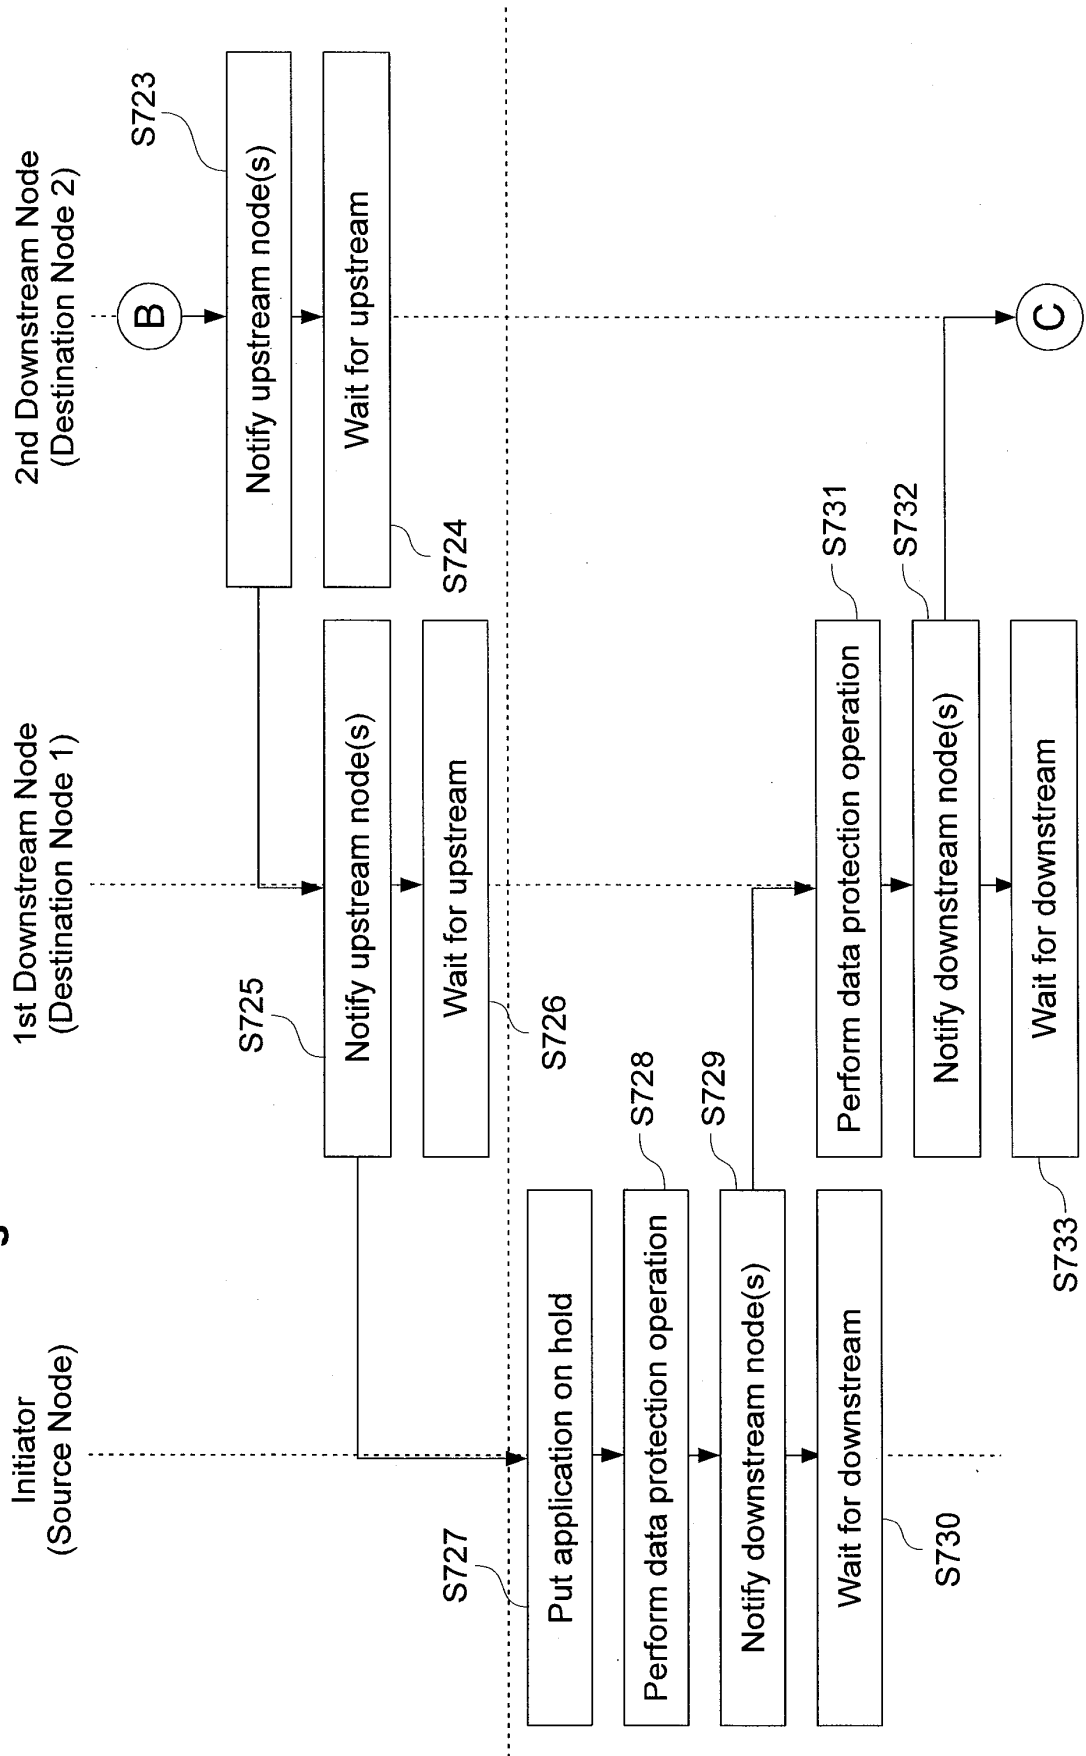 Initiator
(Source Node)
1st Downstream Node
(Destination Node 1)
2nd Downstream Node
(Destination Node 2)
B
S723
Notify upstream node(s)
Wait for upstream
S724
S725
Notify upstream node(s)
Wait for upstream
S726
S727
Put application on hold
S728
Perform data protection operation
S729
Notify downstream node(s)
Wait for downstream
S730
S731
Perform data protection operation
S732
Notify downstream node(s)
Wait for downstream
S733
C